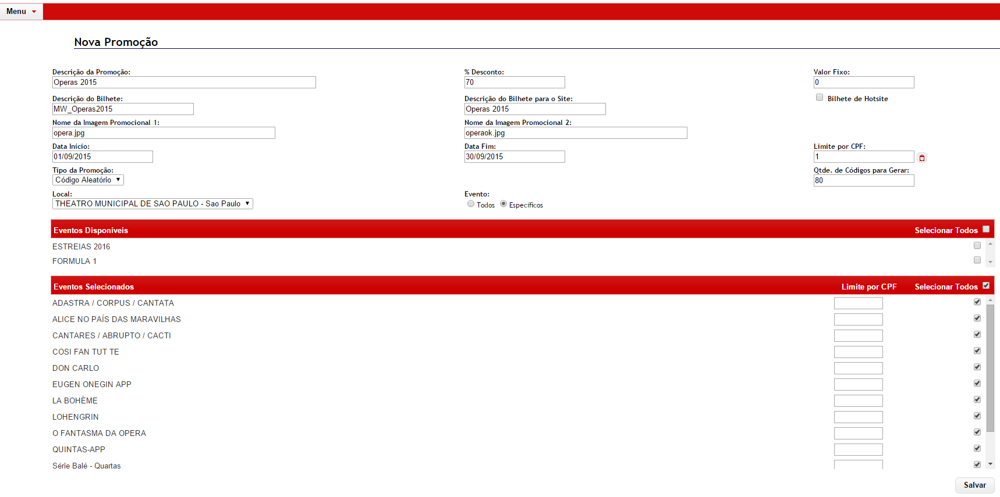 Menu
Nova Promoção
Descrição da Promoção: % Desconto: Valor Fixo:
Operas 2015 70 0
Descrição do Bilhete: Descrição do Bilhete para o Site: Bilhete de Hotsite
MW_Operas2015 Operas 2015
Nome da Imagem Promocional 1: Nome da Imagem Promocional 2:
opera.jpg operaok.jpg
Data Início: Data Fim: Limite por CPF:
01/09/2015 30/09/2015 1
Tipo da Promoção: Qtde. de Códigos para Gerar:
Código Aleatório 80
Local: Evento:
THEATRO MUNICIPAL DE SAO PAULO - Sao Paulo Todos Específicos
Eventos Disponíveis Selecionar Todos
ESTREIAS 2016
FORMULA 1
Eventos Selecionados Limite por CPF Selecionar Todos
ADASTRA / CORPUS / CANTATA
ALICE NO PAÍS DAS MARAVILHAS
CANTARES / ABRUPTO / CACTI
COSI FAN TUT TE
DON CARLO
EUGEN ONEGIN APP
LA BOHÈME
LOHENGRIN
O FANTASMA DA OPERA
QUINTAS-APP
Série Balé - Quartas
Salvar